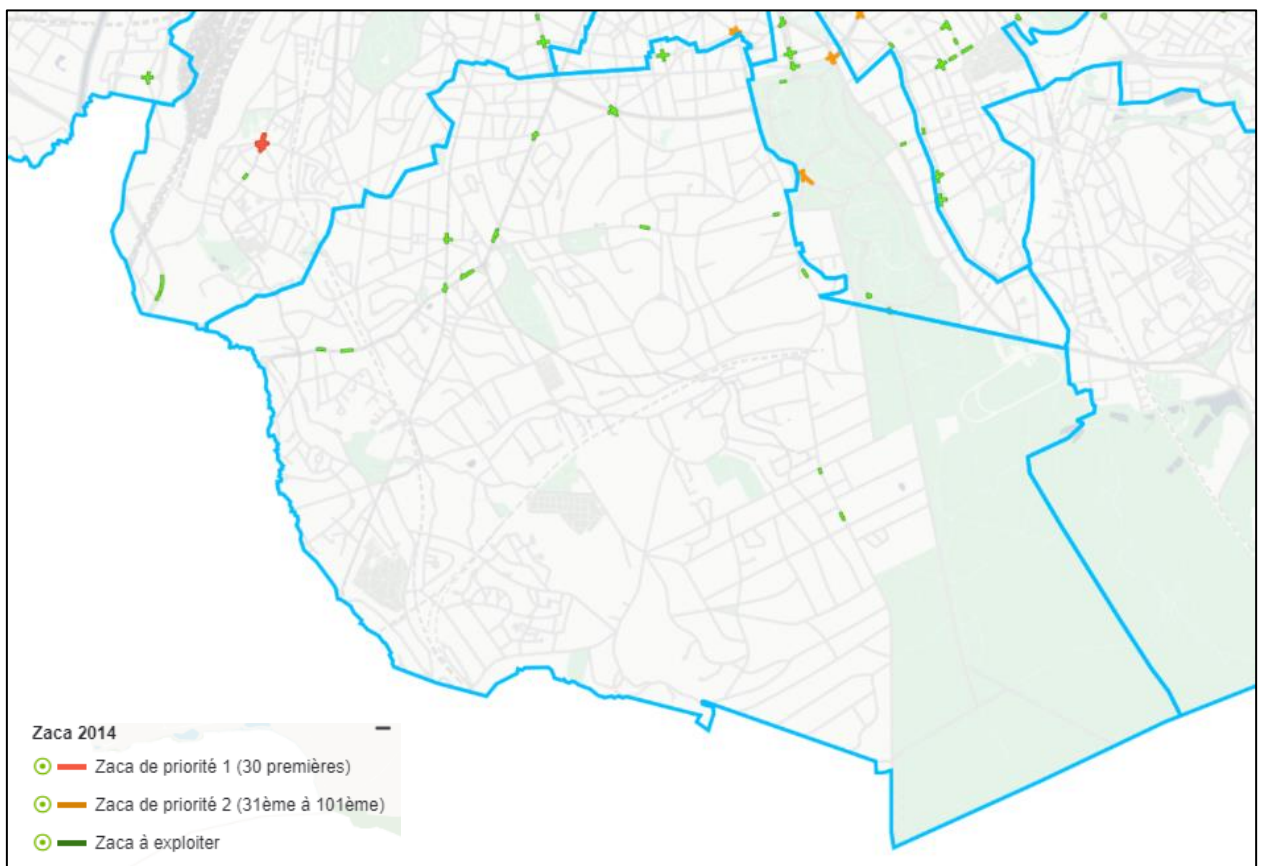 Zaca 2014
Zaca de priorité 1 (30 premières)
Zaca de priorité 2 (31ème à 101ème)
Zaca à exploiter